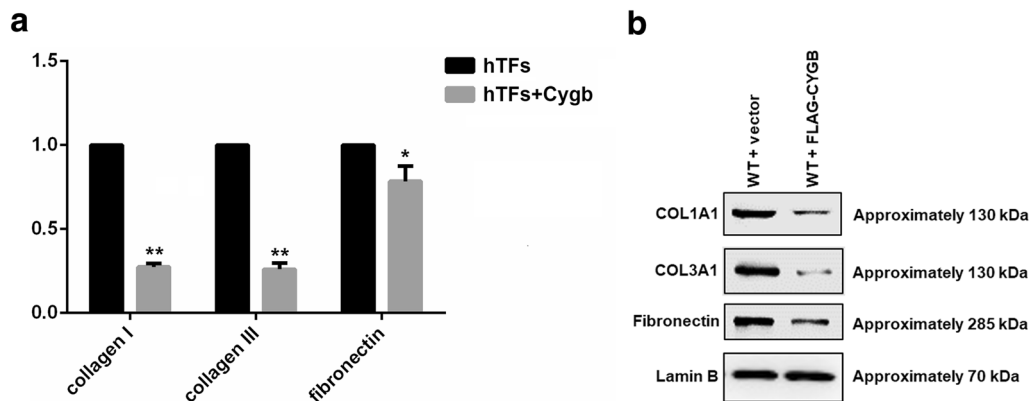 a
1.5
1.0
0.5
0.0
** 
**
*
collagen I
collagen III
fibronectin
hTFs
hTFs+Cygb
b
WT + vector
WT + FLAG-CYGB
COL1A1 Approximately 130 kDa
COL3A1 Approximately 130 kDa
Fibronectin Approximately 285 kDa
Lamin B Approximately 70 kDa